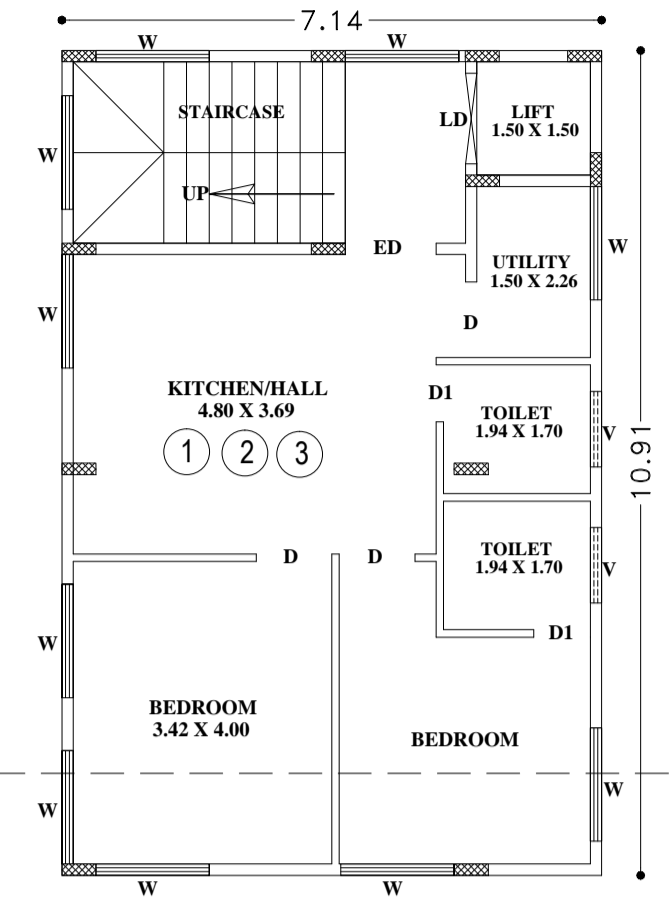 7.14
W
W
STAIRCASE
LD
LIFT
1.50 X 1.50
W
UP
ED
W
UTILITY
1.50 X 2.26
W
D
KITCHEN/HALL
4.80 X 3.69
D1
TOILET
1.94 X 1.70
V
1
2
3
10.91
D
D
TOILET
1.94 X 1.70
V
D1
W
BEDROOM
3.42 X 4.00
BEDROOM
W
W
W
W